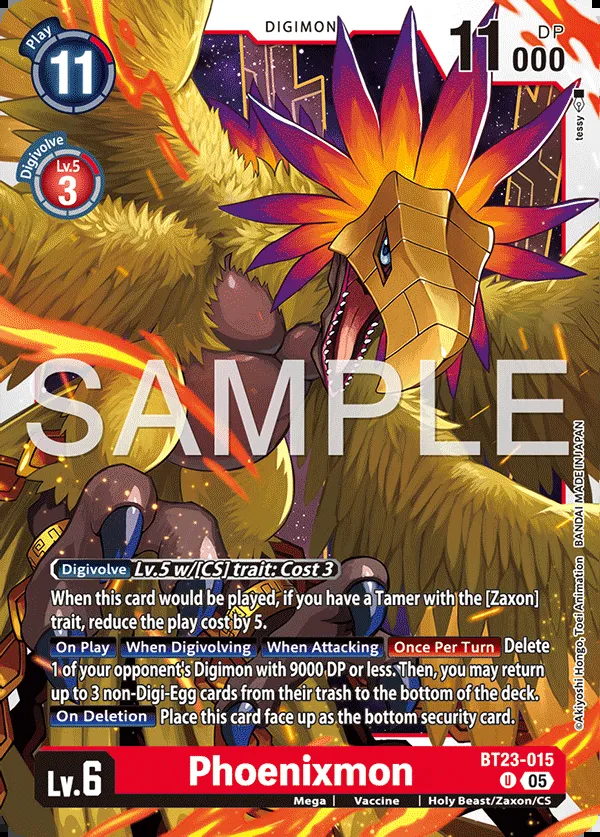 Play
11
DIGIMON
11 000
DP
tessy
Digivolve
Lv.5
3
SAMPLE
©Akiyoshi Hongo, Toei Animation BANDAI MADE IN JAPAN
Digivolve Lv.5 w/[CS] trait: Cost 3
When this card would be played, if you have a Tamer with the [Zaxon]
trait, reduce the play cost by 5.
On Play When Digivolving When Attacking Once Per Turn Delete
1 of your opponent's Digimon with 9000 DP or less. Then, you may return
up to 3 non-Digi-Egg cards from their trash to the bottom of the deck.
On Deletion Place this card face up as the bottom security card.
Lv.6
Phoenixmon
BT23-015
U 05
Mega | Vaccine | Holy Beast/Zaxon/CS